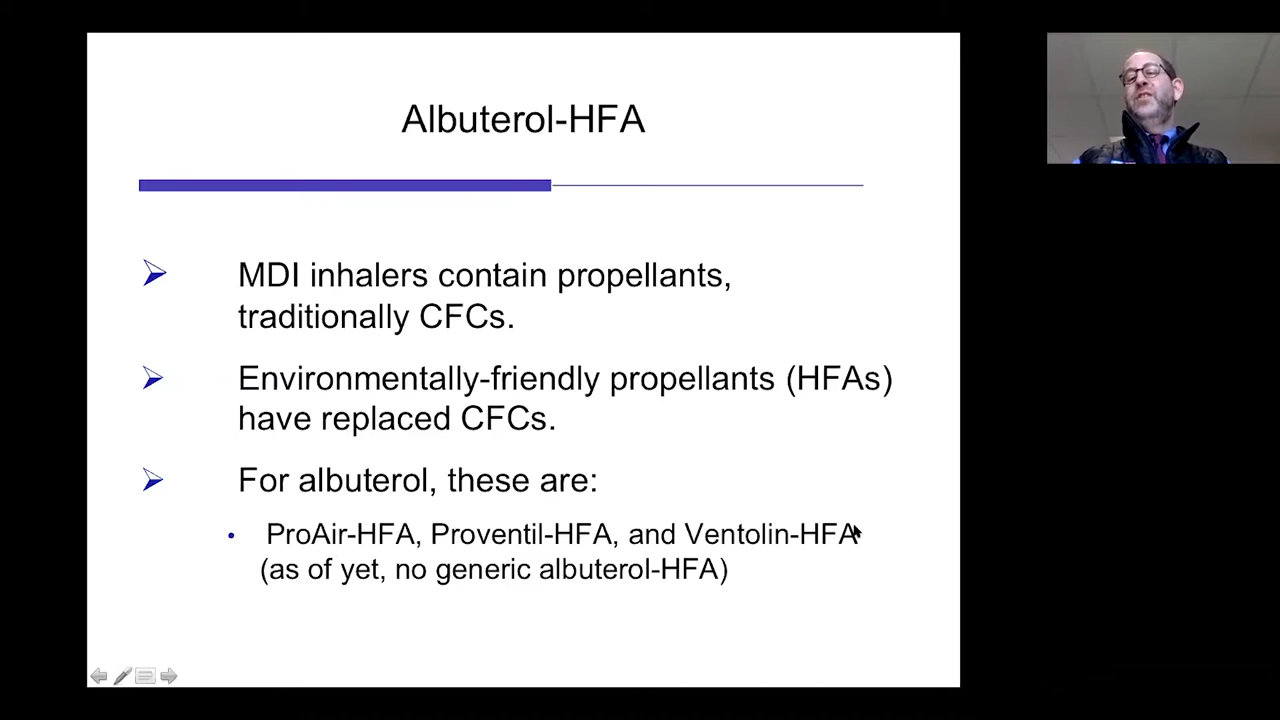 Albuterol-HFA
MDI inhalers contain propellants,
traditionally CFCs.
Environmentally-friendly propellants (HFAs)
have replaced CFCs.
For albuterol, these are:
ProAir-HFA, Proventil-HFA, and Ventolin-HFA
(as of yet, no generic albuterol-HFA)